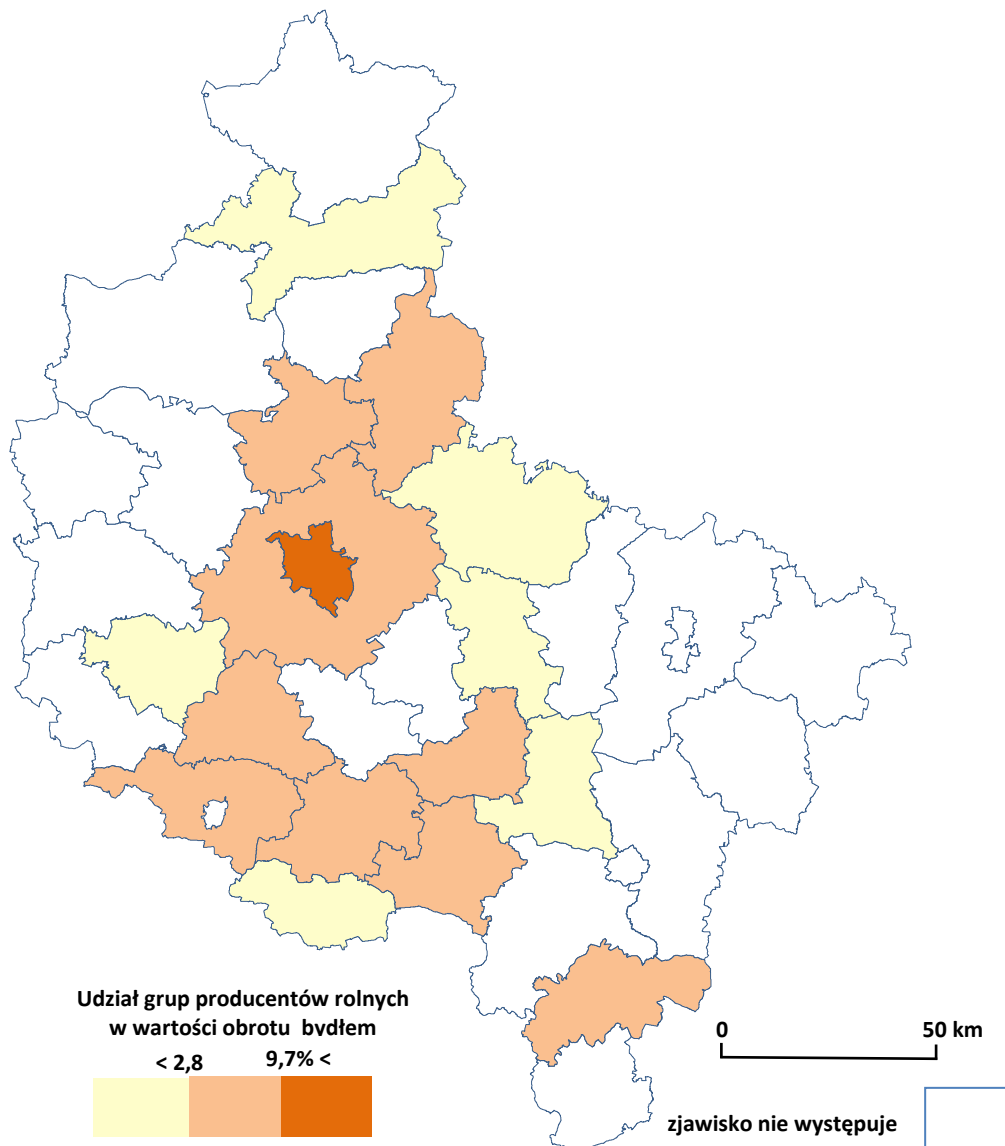 Udział grup producentów rolnych
w wartości obrotu bydłem
< 2,8 9,7% <
0 50 km
zjawisko nie występuje